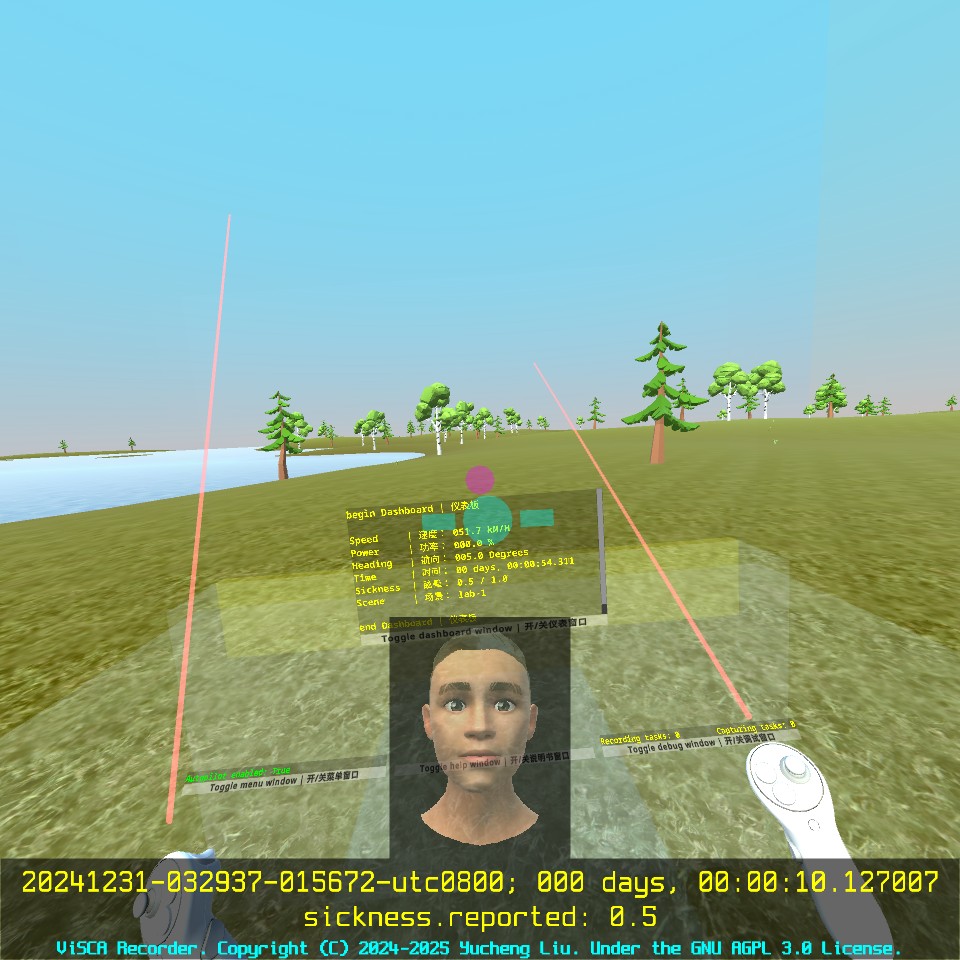 begin Dashboard | 仪表板
Speed | 速度: 051.7 kM/H
Power | 功率: 000.0 %
Heading | 航向: 005.0 Degrees
Time | 时间: 00 days, 00:00:54.311
Sickness | 眩晕: 0.5 / 1.0
Scene | 场景: lab-1
end Dashboard | 仪表板
Toggle dashboard window | 开/关仪表窗口
Recording tasks: 0 Capturing tasks: 0
Toggle debug window | 开/关调试窗口
Toggle help window | 开/关说明书窗口
Autopilot enabled: True
Toggle menu window | 开/关菜单窗口
20241231-032937-015672-utc0800; 000 days, 00:00:10.127007
sickness.reported: 0.5
ViSCA Recorder. Copyright (C) 2024-2025 Yucheng Liu. Under the GNU AGPL 3.0 License.